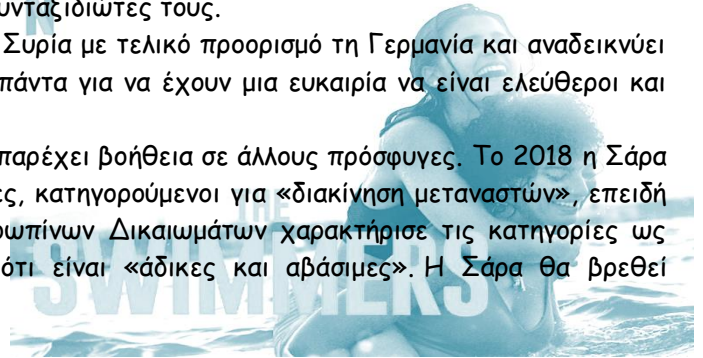 υνταξιδιώτες τους.
Συρία με τελικό προορισμό τη Γερμανία και αναδεικνύει
πάντα για να έχουν μια ευκαιρία να είναι ελεύθεροι και
παρέχει βοήθεια σε άλλους πρόσφυγες. Το 2018 η Σάρα
ες, κατηγορούμενοι για «διακίνηση μεταναστών», επειδή
ρωπίνων Δικαιωμάτων χαρακτήρισε τις κατηγορίες ως
ότι είναι «άδικες και αβάσιμες». Η Σάρα θα βρεθεί
THE
SWIMMERS